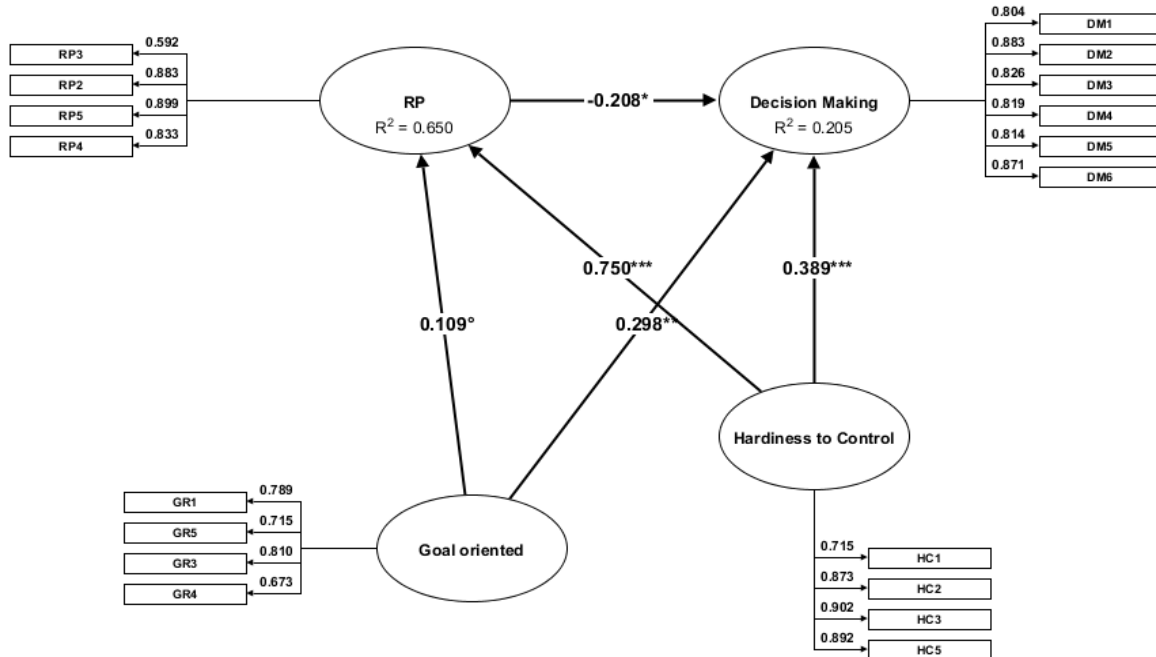 0.592
RP3
0.883
RP2
0.899
RP5
0.833
RP4
RP
R² = 0.650
-0.208*
Decision Making
R² = 0.205
0.804
DM1
0.883
DM2
0.826
DM3
0.819
DM4
0.814
DM5
0.871
DM6
0.750***
0.389***
0.109°
0.298**
Hardiness to Control
Goal oriented
0.789
GR1
0.715
GR5
0.810
GR3
0.673
GR4
0.715
HC1
0.873
HC2
0.902
HC3
0.892
HC5